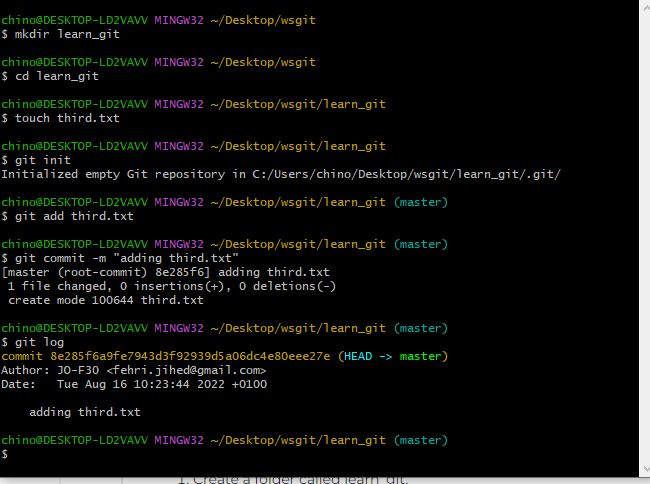 chino@DESKTOP-LD2VAVV MINGW32 ~/Desktop/wsgit
$ mkdir learn_git
chino@DESKTOP-LD2VAVV MINGW32 ~/Desktop/wsgit
$ cd learn_git
chino@DESKTOP-LD2VAVV MINGW32 ~/Desktop/wsgit/learn_git
$ touch third.txt
chino@DESKTOP-LD2VAVV MINGW32 ~/Desktop/wsgit/learn_git
$ git init
Initialized empty Git repository in C:/Users/chino/Desktop/wsgit/learn_git/.git/
chino@DESKTOP-LD2VAVV MINGW32 ~/Desktop/wsgit/learn_git (master)
$ git add third.txt
chino@DESKTOP-LD2VAVV MINGW32 ~/Desktop/wsgit/learn_git (master)
$ git commit -m "adding third.txt"
[master (root-commit) 8e285f6] adding third.txt
 1 file changed, 0 insertions(+), 0 deletions(-)
 create mode 100644 third.txt
chino@DESKTOP-LD2VAVV MINGW32 ~/Desktop/wsgit/learn_git (master)
$ git log
commit 8e285f6a9fe7943d3f92939d5a06dc4e80eee27e (HEAD -> master)
Author: JO-F30 <fehri.jihed@gmail.com>
Date:   Tue Aug 16 10:23:44 2022 +0100
    adding third.txt
chino@DESKTOP-LD2VAVV MINGW32 ~/Desktop/wsgit/learn_git (master)
$
1. Create a folder called learn_git.